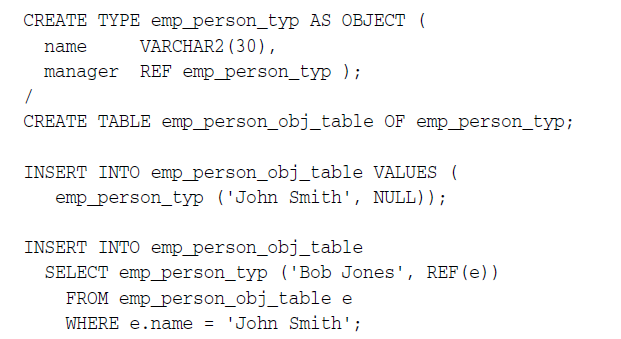 CREATE TYPE emp_person_typ AS OBJECT (
  name     VARCHAR2(30),
  manager  REF emp_person_typ );
/
CREATE TABLE emp_person_obj_table OF emp_person_typ;

INSERT INTO emp_person_obj_table VALUES (
   emp_person_typ ('John Smith', NULL));

INSERT INTO emp_person_obj_table
  SELECT emp_person_typ ('Bob Jones', REF(e))
    FROM emp_person_obj_table e
    WHERE e.name = 'John Smith';